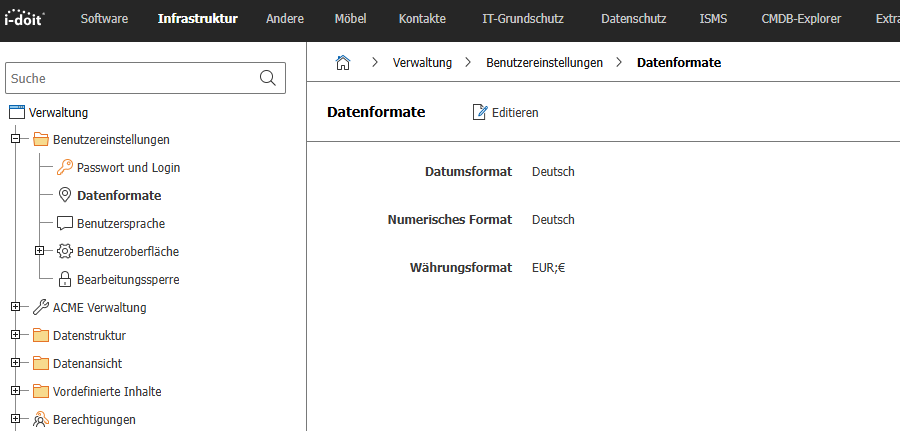 i-doit Software Infrastruktur Andere Möbel Kontakte IT-Grundschutz Datenschutz ISMS CMDB-Explorer Extra
Suche
Verwaltung Benutzereinstellungen Datenformate
Verwaltung
Benutzereinstellungen
Passwort und Login
Datenformate
Benutzersprache
Benutzeroberfläche
Bearbeitungssperre
ACME Verwaltung
Datenstruktur
Datenansicht
Vordefinierte Inhalte
Berechtigungen
Datenformate Editieren
Datumsformat Deutsch
Numerisches Format Deutsch
Währungsformat EUR;€